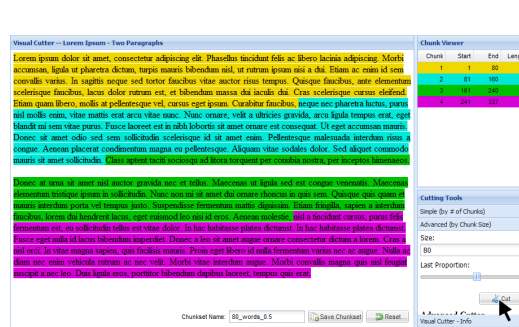 Visual Cutter -- Lorem Ipsum - Two Paragraphs
Lorem ipsum dolor sit amet, consectetur adipiscing elit. Phasellus tincidunt felis ac libero lacinia adipiscing. Morbi
accumsan, ligula ut pharetra dictum, turpis mauris bibendum nisl, ut rutrum ipsum nisi a dui. Etiam ac enim id sem
convallis varius. In sagittis neque sed tortor faucibus vitae auctor risus tempus. Quisque faucibus, ante elementum
scelerisque faucibus, lacus dolor rutrum est, et bibendum massa dui iaculis dui. Cras scelerisque cursus eleifend.
Etiam quam libero, mollis at pellentesque vel, cursus eget ipsum. Curabitur faucibus, neque nec pharetra luctus, purus
nisl mollis enim, vitae mattis erat arcu vitae nunc. Nunc ornare, velit a ultricies gravida, arcu ligula tempus erat, eget
blandit mi sem vitae purus. Fusce laoreet est in nibh lobortis sit amet ornare est consequat. Ut eget accumsan mauris.
Donec sit amet odio sed sem sollicitudin scelerisque id sit amet enim. Pellentesque malesuada interdum risus a
congue. Aenean placerat condimentum magna eu pellentesque. Aliquam vitae sodales dolor. Sed aliquet commodo
mauris sit amet sollicitudin. Class aptent taciti sociosqu ad litora torquent per conubia nostra, per inceptos himenaeos.
Donec at urna sit amet nisl auctor gravida nec et tellus. Maecenas ut ligula sed est congue venenatis. Maecenas
elementum tristique ipsum in sollicitudin. Nunc non mi sit amet dui ornare rhoncus in quis sem. Quisque quis quam et
mauris interdum porta vel tempus justo. Suspendisse fermentum mattis dignissim. Etiam fringilla, sapien a interdum
faucibus, lorem dui hendrerit lacus, eget euismod leo nisi id eros. Aenean molestie, nisl a tincidunt cursus, purus felis
fermentum est, eu sollicitudin tellus est vitae dolor. In hac habitasse platea dictumst. In hac habitasse platea dictumst.
Fusce eget nulla id lacus bibendum imperdiet. Donec a leo sit amet augue ornare consectetur dictum a lorem. Cras a
nisl orci. In vitae magna sapien, quis facilisis mauris. Proin eget libero id nulla fermentum varius nec ac augue. Nulla
diam nec enim vehicula rutrum ac nec velit. Morbi vitae interdum augue. Morbi convallis magna quis nisl feugiat
suscipit a nec leo. Duis ligula eros, porttitor bibendum dapibus laoreet, tempus quis erat.
Chunkset Name: 80_words_0.5 Save Chunkset Reset
Chunk Viewer
Chunk Start End Leng
1 1 80
2 81 160
3 161 240
4 241 337
Cutting Tools
Simple (by # of Chunks)
Advanced (by Chunk Size)
Size:
80
Last Proportion:
Cut
Visual Cutter - Info